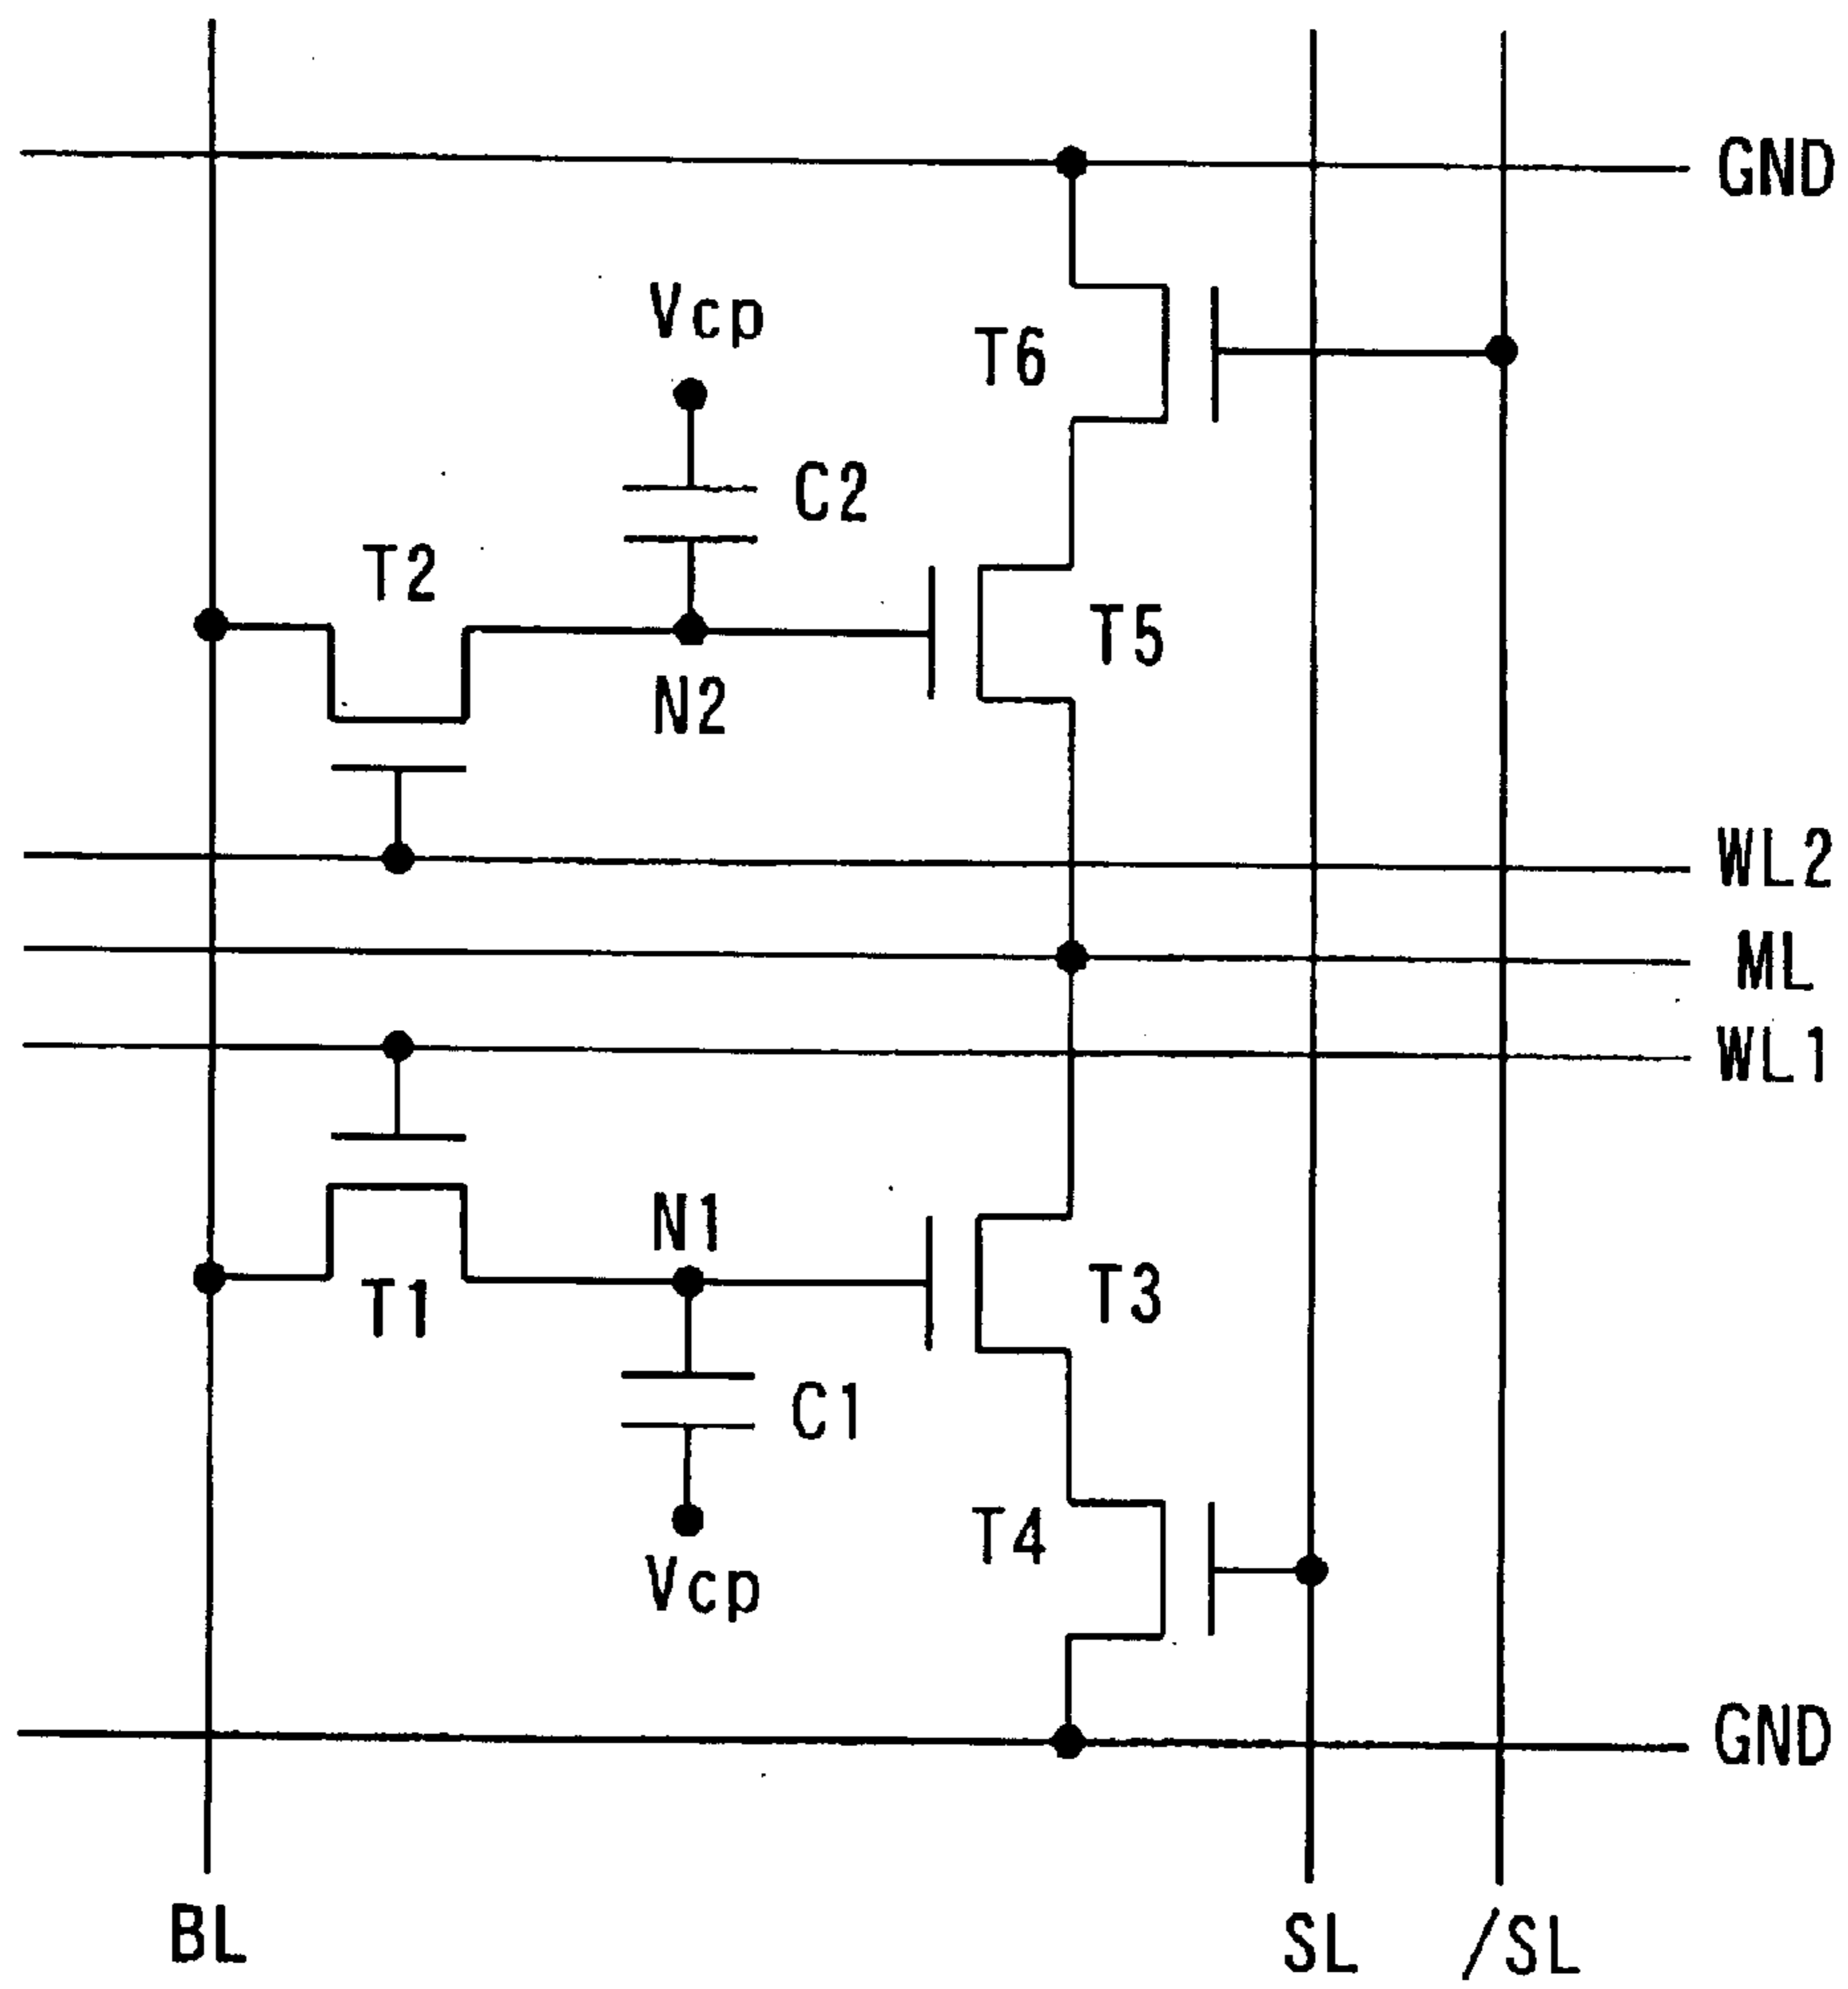 GND
Vcp
T6
C2
T2
T5
N2
WL2
ML
WL1
N1
T3
T1
C1
T4
Vcp
GND
BL
SL
/SL